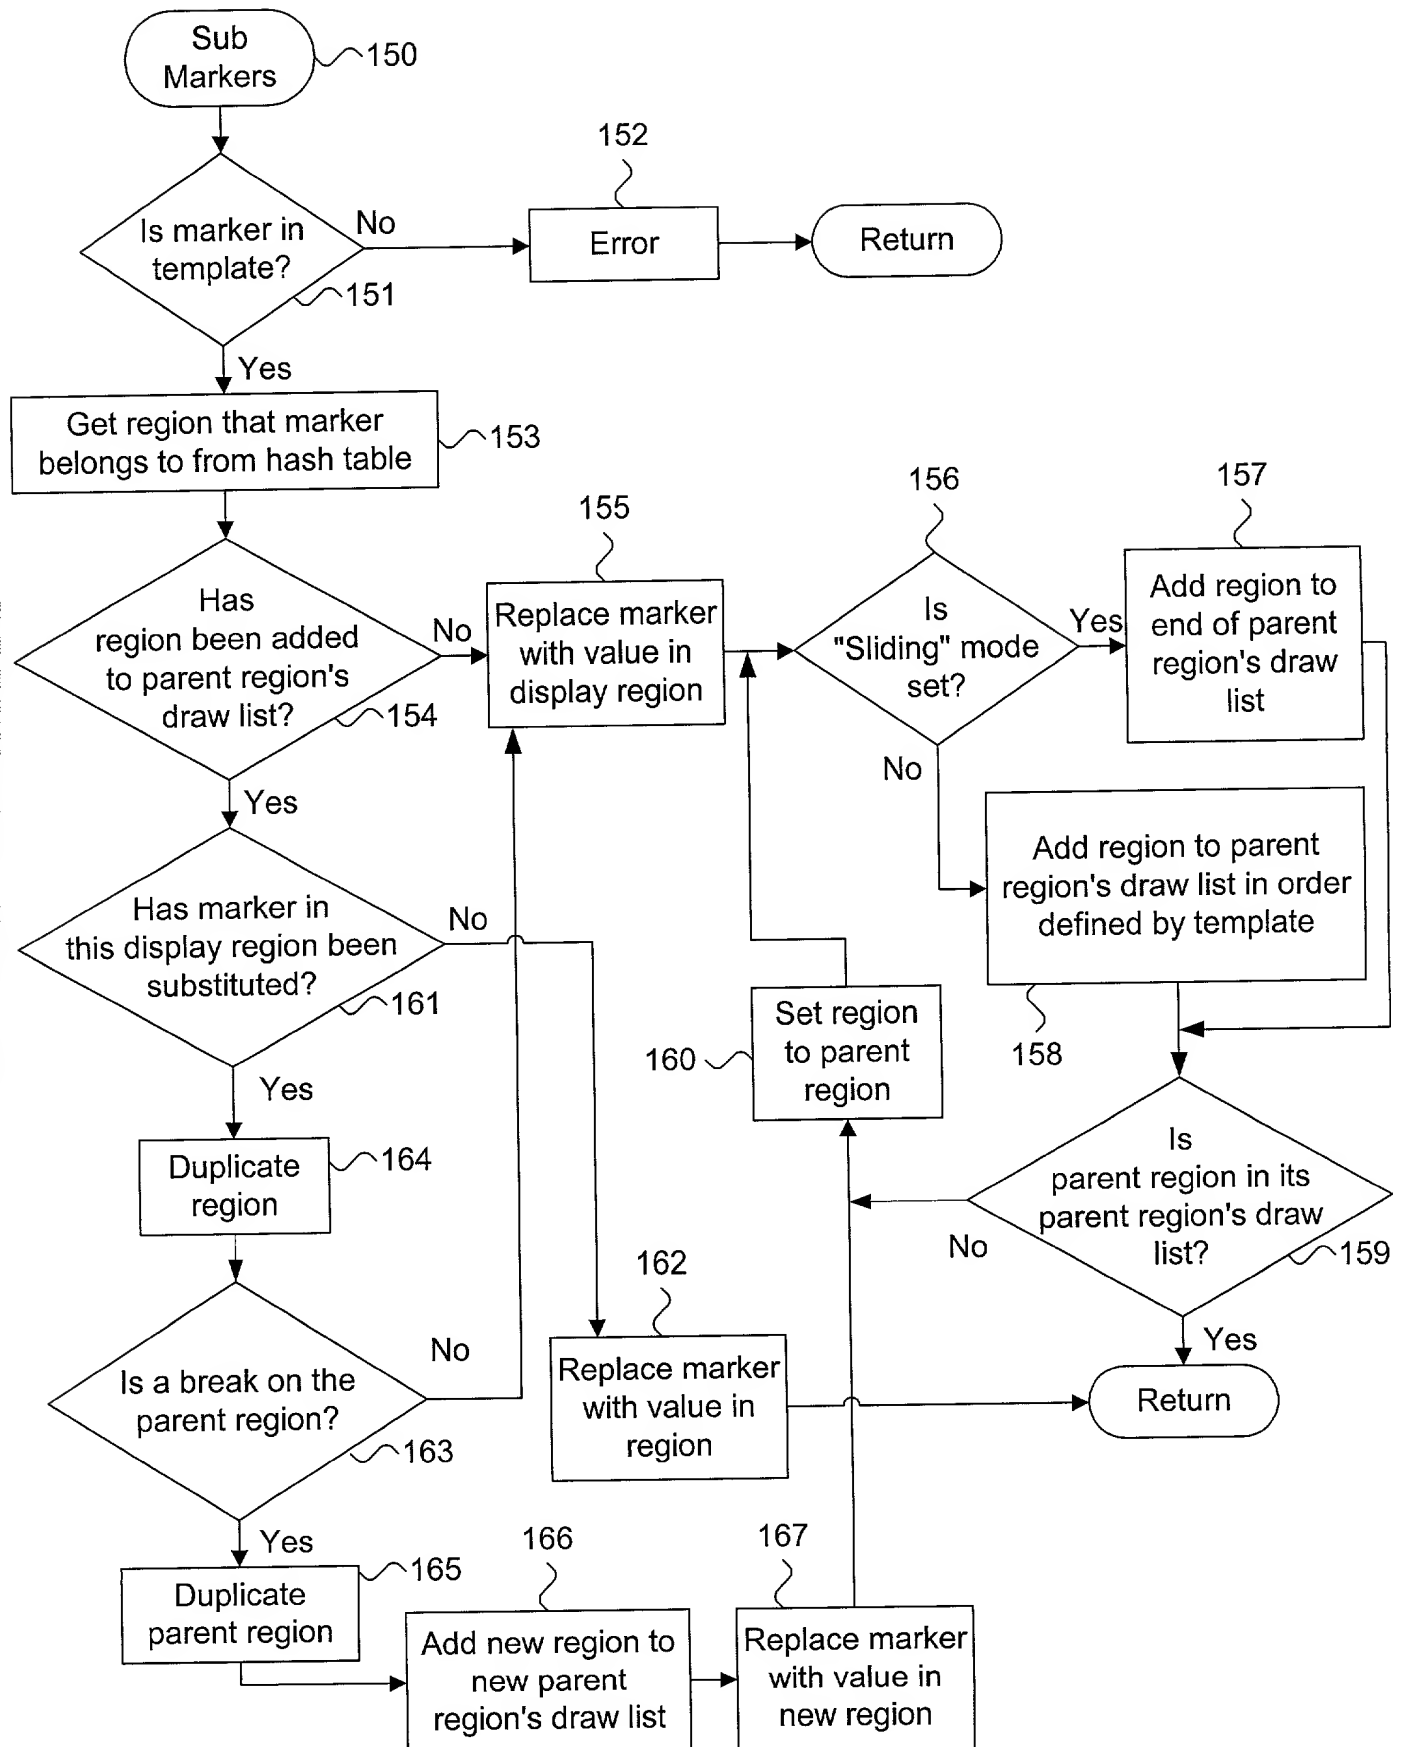 Sub
Markers
150
152
Is marker in
template?
No
151
Error
Return
Yes
Get region that marker
belongs to from hash table
153
Has
region been added
to parent region's
draw list?
No
154
155
Replace marker
with value in
display region
156
Is
"Sliding" mode
set?
Yes
No
157
Add region to
end of parent
region's draw
list
Yes
Has marker in
this display region been
substituted?
No
161
Add region to parent
region's draw list in order
defined by template
158
Set region
to parent
region
160
Yes
Duplicate
region
164
Is
parent region in its
parent region's draw
list?
No
159
Yes
Return
162
Replace marker
with value in
region
Is a break on the
parent region?
No
163
Yes
Duplicate
parent region
165
166
Add new region to
new parent
region's draw list
167
Replace marker
with value in
new region